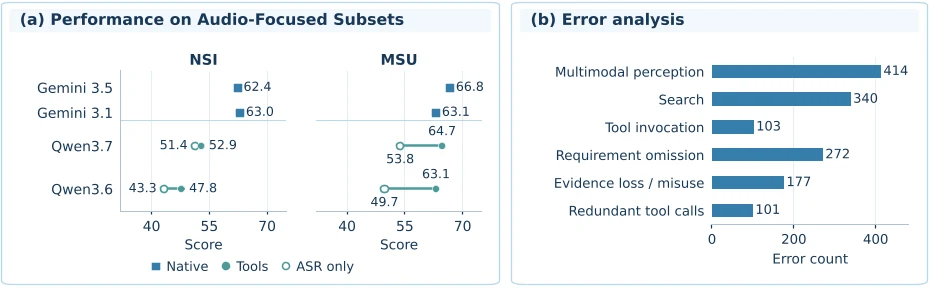 (a) Performance on Audio-Focused Subsets
NSI
MSU
Gemini 3.5
62.4
66.8
Gemini 3.1
63.0
63.1
Qwen3.7
51.4
52.9
64.7
53.8
Qwen3.6
43.3
47.8
63.1
49.7
40 55 70
40 55 70
Score
Score
Native Tools ASR only
(b) Error analysis
Multimodal perception 414
Search 340
Tool invocation 103
Requirement omission 272
Evidence loss / misuse 177
Redundant tool calls 101
0 200 400
Error count